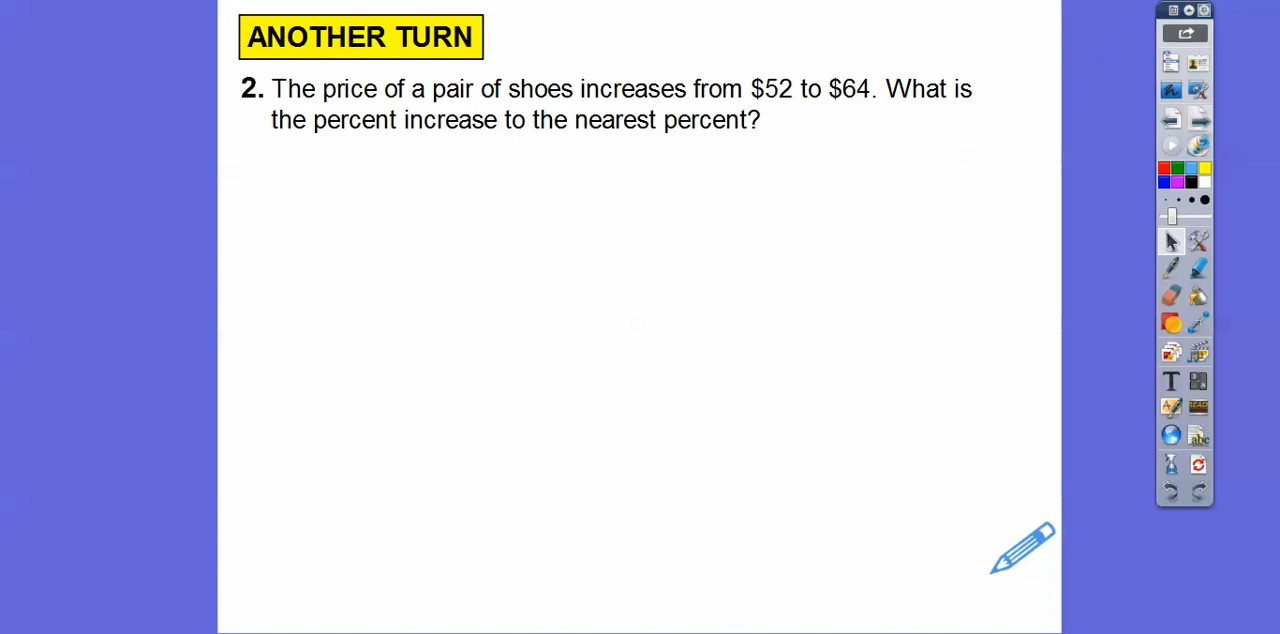 ANOTHER TURN
2. The price of a pair of shoes increases from $52 to $64. What is
the percent increase to the nearest percent?